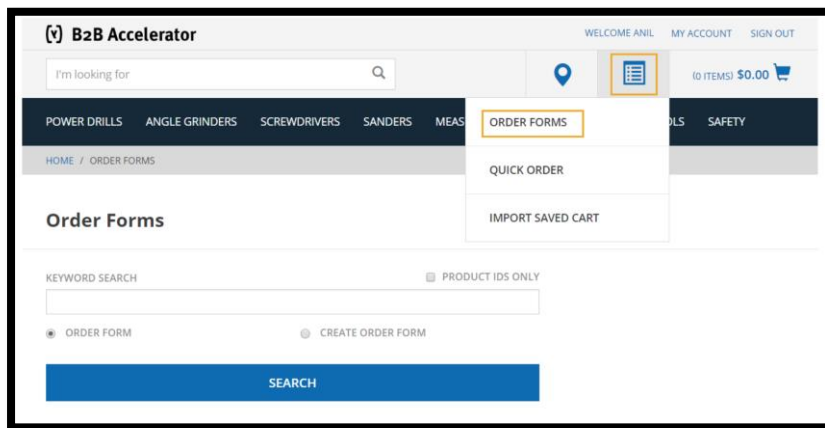 (y) B2B Accelerator
WELCOME ANIL MY ACCOUNT SIGN OUT
I'm looking for
(0 ITEMS) $0.00
POWER DRILLS ANGLE GRINDERS SCREWDRIVERS SANDERS MEAS
LS SAFETY
ORDER FORMS
QUICK ORDER
IMPORT SAVED CART
HOME / ORDER FORMS
Order Forms
KEYWORD SEARCH
PRODUCT IDS ONLY
ORDER FORM
CREATE ORDER FORM
SEARCH